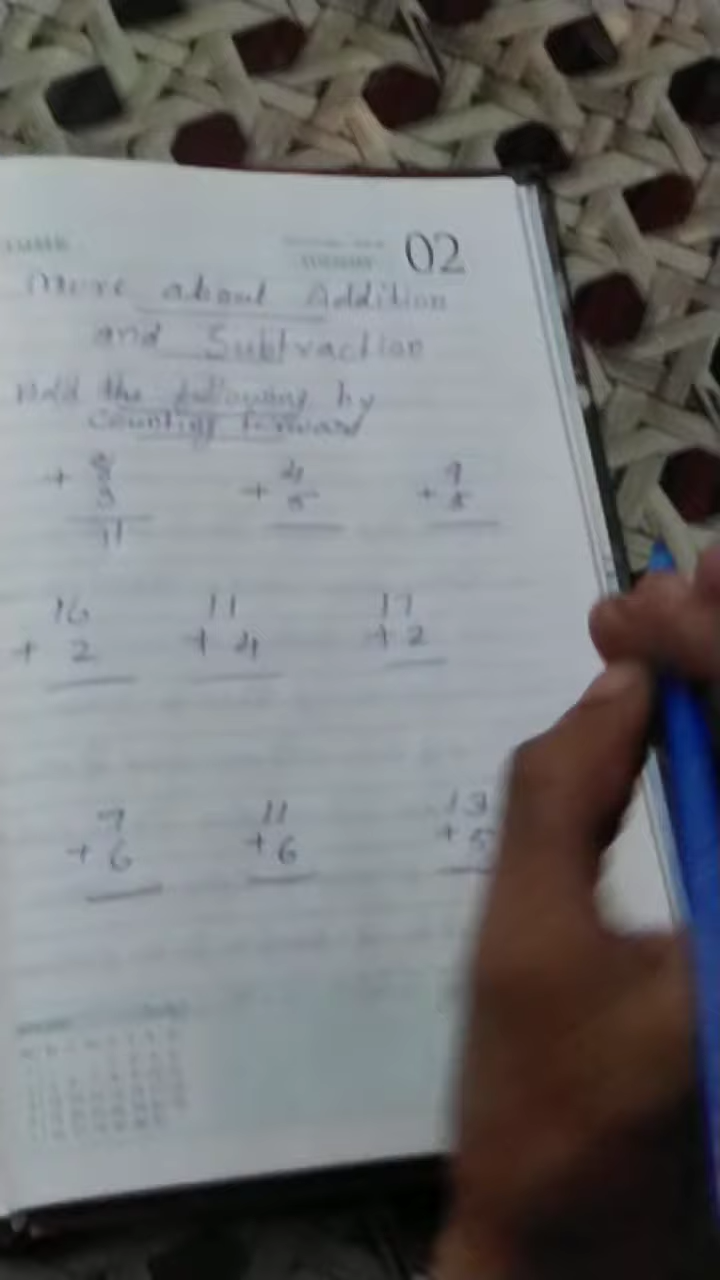 02
More about Addition
and Subtraction
Add the following by
counting forward
+ 8 + 4 + 9
3 5
11
16 11 17
+ 2 + 4 + 2
7 11 13
+ 6 + 6 + 5